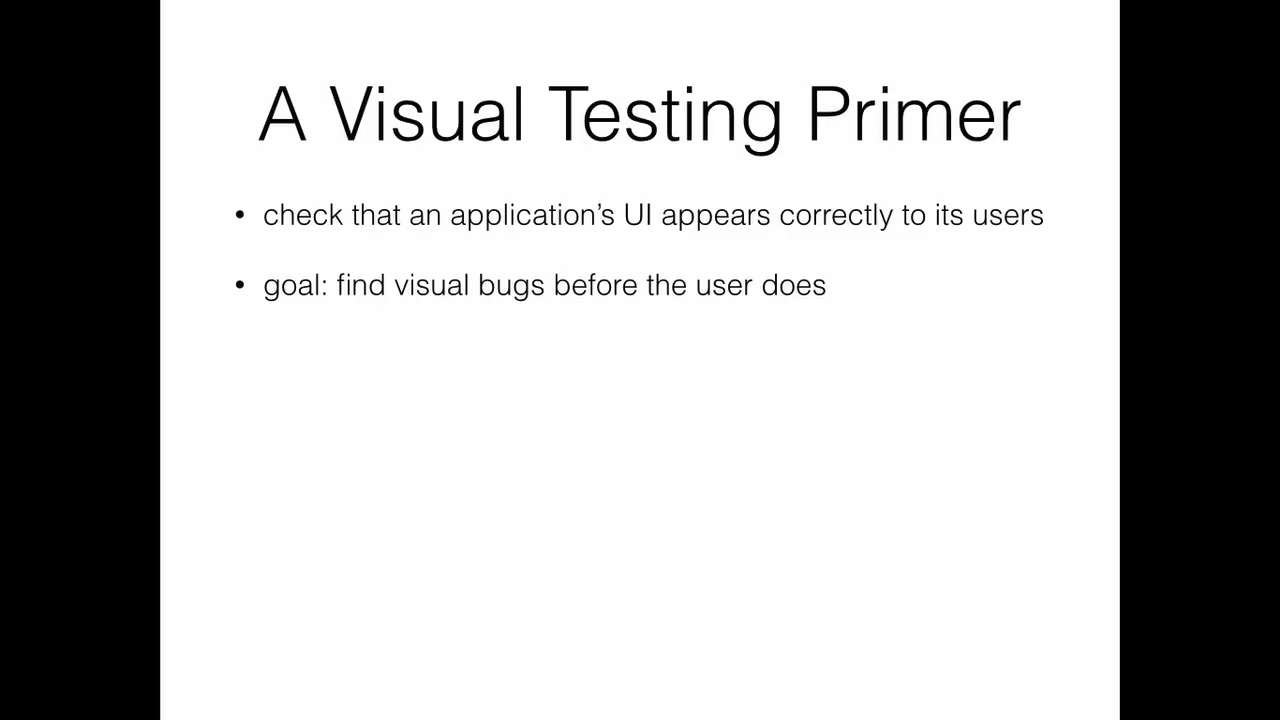 A Visual Testing Primer
• check that an application’s UI appears correctly to its users
• goal: find visual bugs before the user does